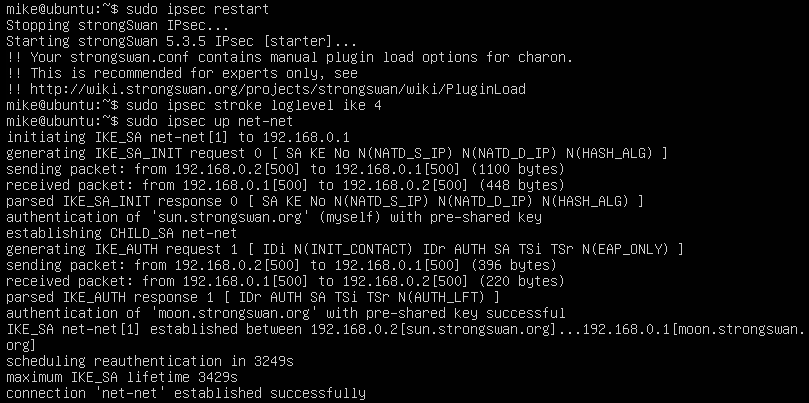 mike@ubuntu:~$ sudo ipsec restart
Stopping strongSwan IPsec...
Starting strongSwan 5.3.5 IPsec [starter]...
!! Your strongswan.conf contains manual plugin load options for charon.
!! This is recommended for experts only, see
!! http://wiki.strongswan.org/projects/strongswan/wiki/PluginLoad
mike@ubuntu:~$ sudo ipsec stroke loglevel ike 4
mike@ubuntu:~$ sudo ipsec up net-net
initiating IKE_SA net-net[1] to 192.168.0.1
generating IKE_SA_INIT request 0 [ SA KE No N(NATD_S_IP) N(NATD_D_IP) N(HASH_ALG) ]
sending packet: from 192.168.0.2[500] to 192.168.0.1[500] (1100 bytes)
received packet: from 192.168.0.1[500] to 192.168.0.2[500] (448 bytes)
parsed IKE_SA_INIT response 0 [ SA KE No N(NATD_S_IP) N(NATD_D_IP) N(HASH_ALG) ]
authentication of 'sun.strongswan.org' (myself) with pre-shared key
establishing CHILD_SA net-net
generating IKE_AUTH request 1 [ IDi N(INIT_CONTACT) IDr AUTH SA TSi TSr N(EAP_ONLY) ]
sending packet: from 192.168.0.2[500] to 192.168.0.1[500] (396 bytes)
received packet: from 192.168.0.1[500] to 192.168.0.2[500] (220 bytes)
parsed IKE_AUTH response 1 [ IDr AUTH SA TSi TSr N(AUTH_LFT) ]
authentication of 'moon.strongswan.org' with pre-shared key successful
IKE_SA net-net[1] established between 192.168.0.2[sun.strongswan.org]...192.168.0.1[moon.strongswan.
org]
scheduling reauthentication in 3249s
maximum IKE_SA lifetime 3429s
connection 'net-net' established successfully